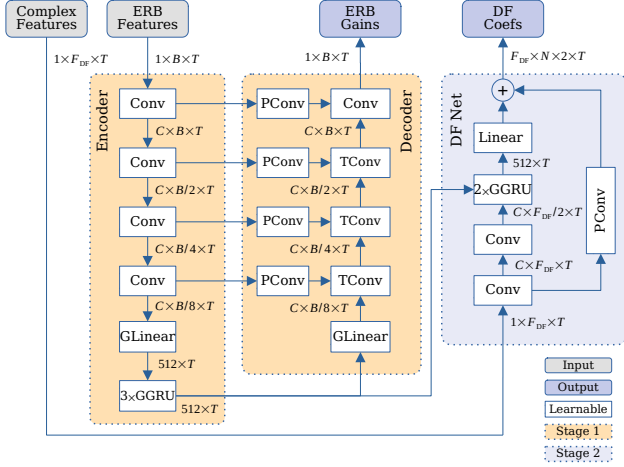 Complex
Features
ERB
Features
ERB
Gains
DF
Coefs
1×F_DF×T
1×B×T
1×B×T
F_DF×N×2×T
Encoder
Conv
C×B×T
Conv
C×B/2×T
Conv
C×B/4×T
Conv
C×B/8×T
GLinear
512×T
3×GGRU
512×T
Decoder
PConv
Conv
C×B×T
PConv
TConv
C×B/2×T
PConv
TConv
C×B/4×T
PConv
TConv
C×B/8×T
GLinear
DF Net
+
Linear
512×T
2×GGRU
C×F_DF/2×T
Conv
C×F_DF×T
Conv
1×F_DF×T
PConv
Input
Output
Learnable
Stage 1
Stage 2